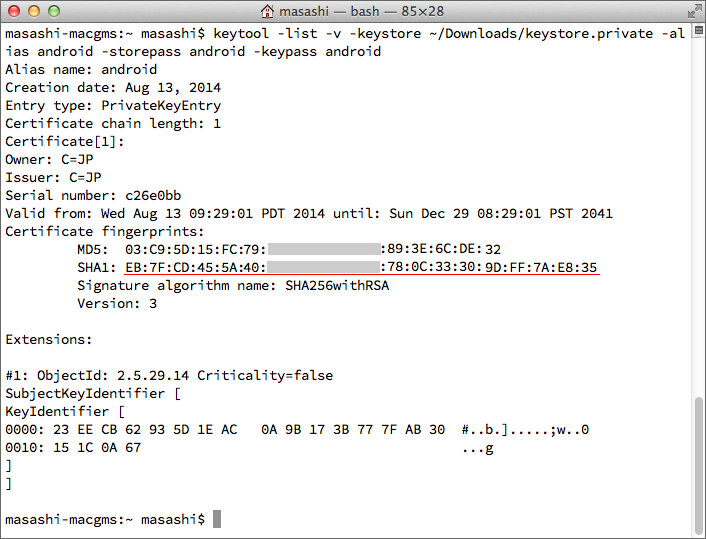 masashi — bash — 85×28
masashi-macgms:~ masashi$ keytool -list -v -keystore ~/Downloads/keystore.private -al
ias android -storepass android -keypass android
Alias name: android
Creation date: Aug 13, 2014
Entry type: PrivateKeyEntry
Certificate chain length: 1
Certificate[1]:
Owner: C=JP
Issuer: C=JP
Serial number: c26e0bb
Valid from: Wed Aug 13 09:29:01 PDT 2014 until: Sun Dec 29 08:29:01 PST 2041
Certificate fingerprints:
MD5: 03:C9:5D:15:FC:79: :89:3E:6C:DE:32
SHA1: EB:7F:CD:45:5A:40: :78:0C:33:30:9D:FF:7A:E8:35
Signature algorithm name: SHA256withRSA
Version: 3
Extensions:
#1: ObjectId: 2.5.29.14 Criticality=false
SubjectKeyIdentifier [
KeyIdentifier [
0000: 23 EE CB 62 93 5D 1E AC 0A 9B 17 3B 77 7F AB 30 #..b.].....;w..0
0010: 15 1C 0A 67 ...g
]
]
masashi-macgms:~ masashi$